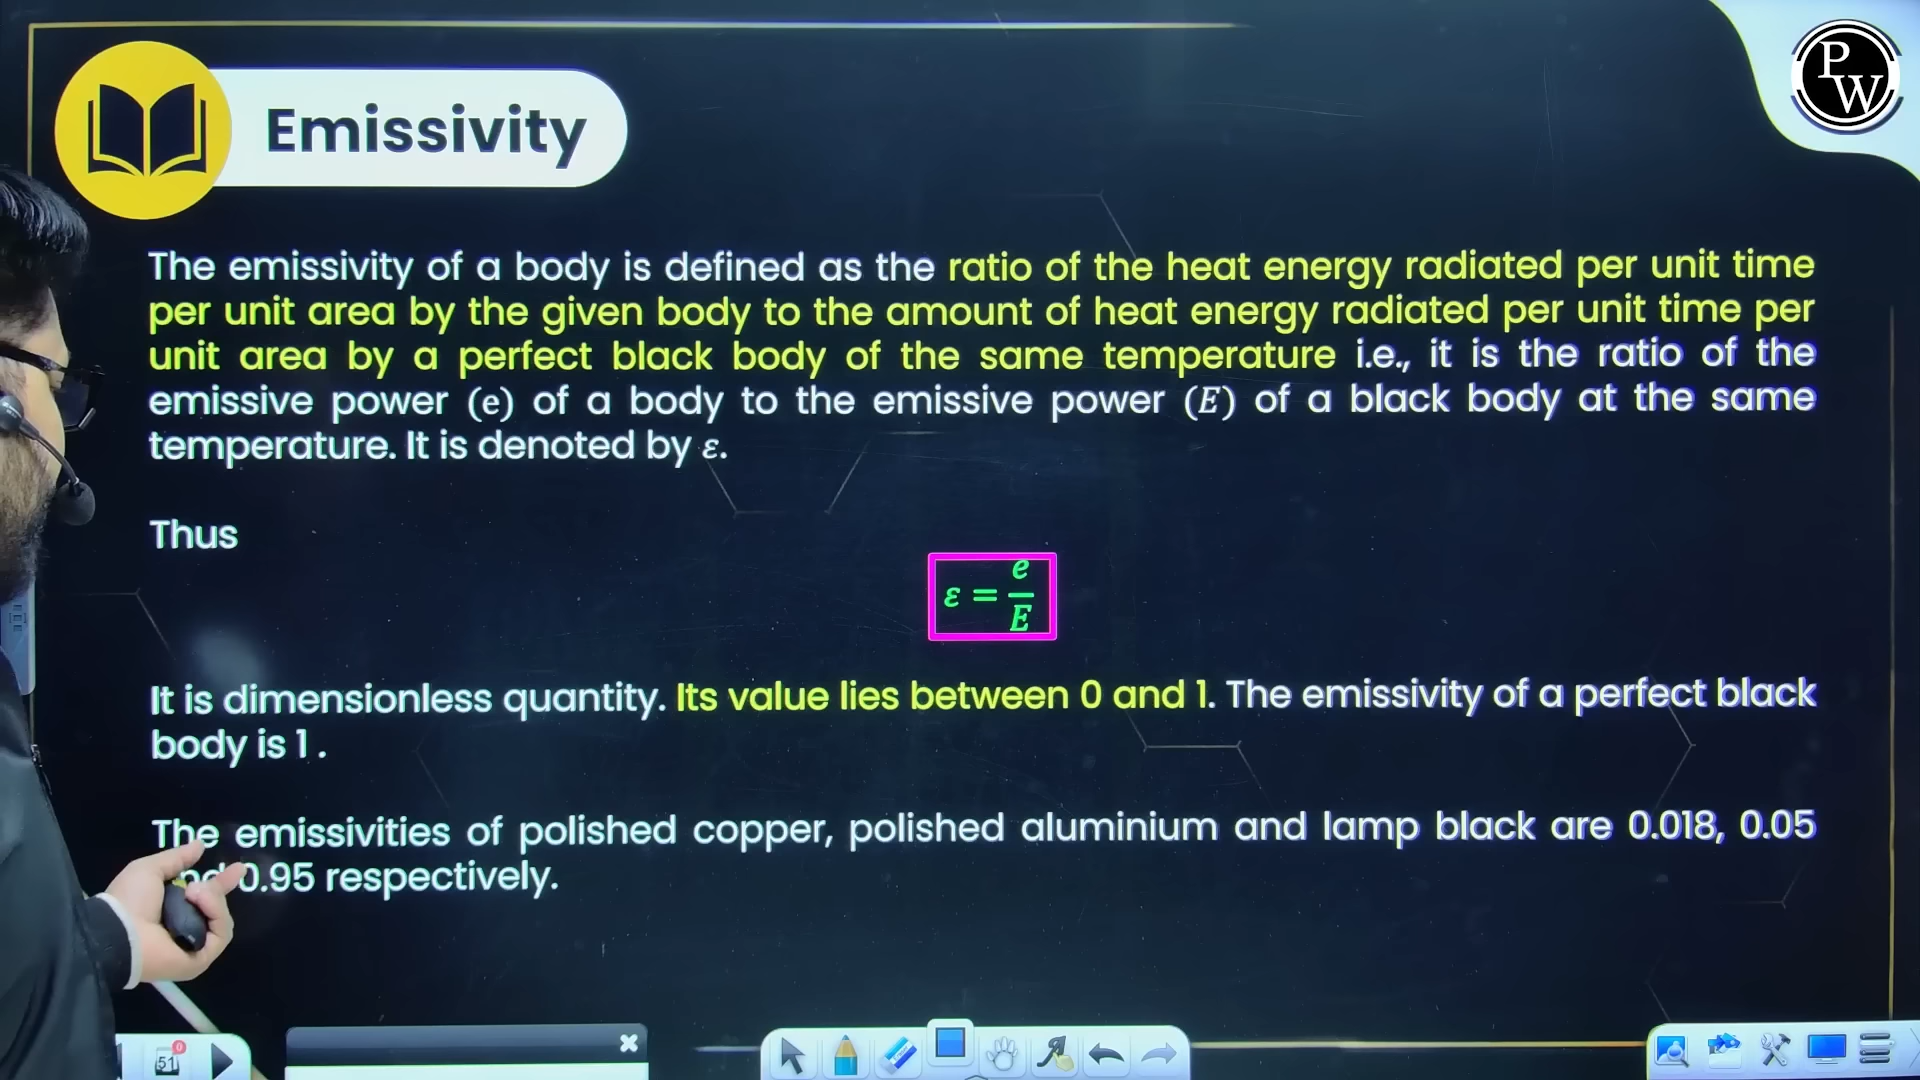 P
W
Emissivity
The emissivity of a body is defined as the ratio of the heat energy radiated per unit time
per unit area by the given body to the amount of heat energy radiated per unit time per
unit area by a perfect black body of the same temperature i.e., it is the ratio of the
emissive power (e) of a body to the emissive power (E) of a black body at the same
temperature. It is denoted by ε.
Thus
ε = e/E
It is dimensionless quantity. Its value lies between 0 and 1. The emissivity of a perfect black
body is 1 .
The emissivities of polished copper, polished aluminium and lamp black are 0.018, 0.05
0.95 respectively.
51
0